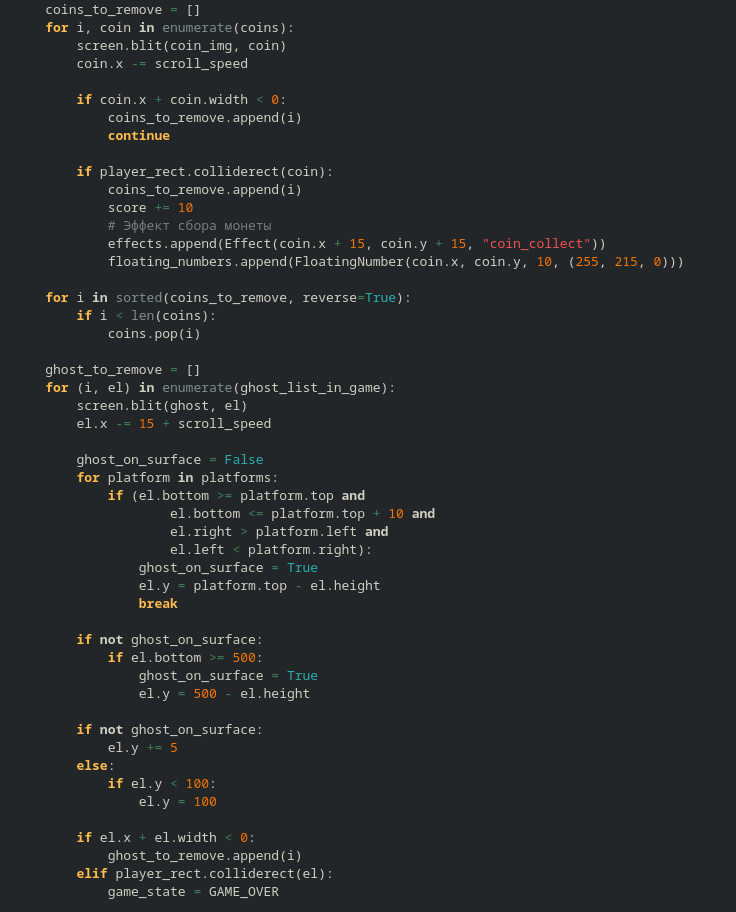 coins_to_remove = []
for i, coin in enumerate(coins):
screen.blit(coin_img, coin)
coin.x -= scroll_speed
if coin.x + coin.width < 0:
coins_to_remove.append(i)
continue
if player_rect.colliderect(coin):
coins_to_remove.append(i)
score += 10
# Эффект сбора монеты
effects.append(Effect(coin.x + 15, coin.y + 15, "coin_collect"))
floating_numbers.append(FloatingNumber(coin.x, coin.y, 10, (255, 215, 0)))
for i in sorted(coins_to_remove, reverse=True):
if i < len(coins):
coins.pop(i)
ghost_to_remove = []
for (i, el) in enumerate(ghost_list_in_game):
screen.blit(ghost, el)
el.x -= 15 + scroll_speed
ghost_on_surface = False
for platform in platforms:
if (el.bottom >= platform.top and
el.bottom <= platform.top + 10 and
el.right > platform.left and
el.left < platform.right):
ghost_on_surface = True
el.y = platform.top - el.height
break
if not ghost_on_surface:
if el.bottom >= 500:
ghost_on_surface = True
el.y = 500 - el.height
if not ghost_on_surface:
el.y += 5
else:
if el.y < 100:
el.y = 100
if el.x + el.width < 0:
ghost_to_remove.append(i)
elif player_rect.colliderect(el):
game_state = GAME_OVER